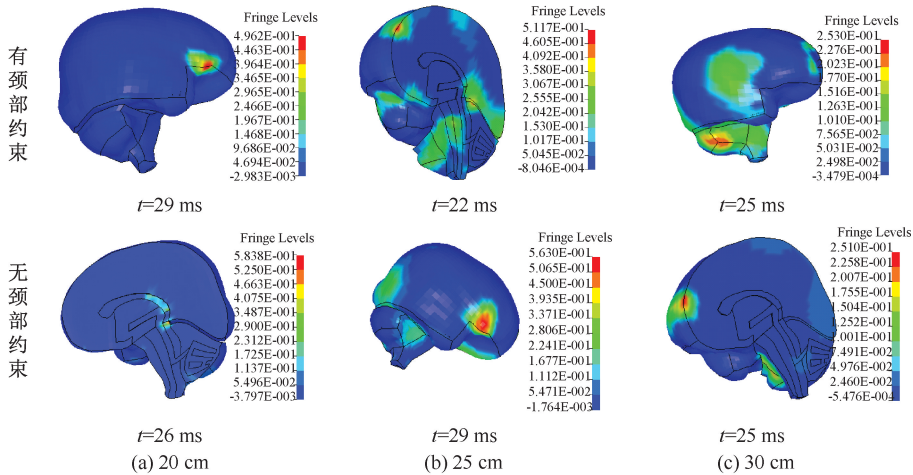 有颈部约束
Fringe Levels
4.962E-001
4.463E-001
3.964E-001
3.465E-001
2.965E-001
2.466E-001
1.967E-001
1.468E-001
9.686E-002
4.694E-002
-2.983E-003
t=29 ms
Fringe Levels
5.117E-001
4.605E-001
4.092E-001
3.580E-001
3.067E-001
2.555E-001
2.042E-001
1.530E-001
1.017E-001
5.045E-002
-8.046E-004
t=22 ms
Fringe Levels
2.530E-001
2.276E-001
2.023E-001
1.770E-001
1.516E-001
1.263E-001
1.010E-001
7.565E-002
5.031E-002
2.498E-002
-3.479E-004
t=25 ms
无颈部约束
Fringe Levels
5.838E-001
5.250E-001
4.663E-001
4.075E-001
3.487E-001
2.900E-001
2.312E-001
1.725E-001
1.137E-001
5.496E-002
-3.797E-003
t=26 ms
(a) 20 cm
Fringe Levels
5.630E-001
5.065E-001
4.500E-001
3.935E-001
3.371E-001
2.806E-001
2.241E-001
1.677E-001
1.112E-001
5.471E-002
-1.764E-003
t=29 ms
(b) 25 cm
Fringe Levels
2.510E-001
2.258E-001
2.007E-001
1.755E-001
1.504E-001
1.252E-001
1.001E-001
7.491E-002
4.976E-002
2.460E-002
-5.476E-004
t=25 ms
(c) 30 cm